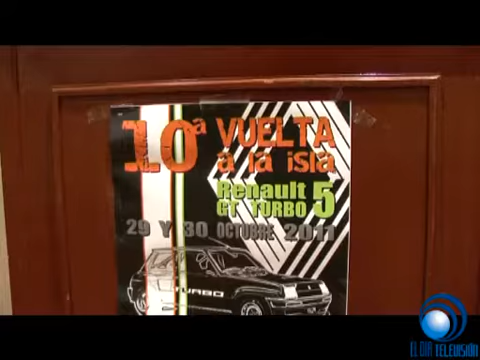 10ª VUELTA
a la isla
Renault 5
GT TURBO
29 Y 30 OCTUBRE 2011
TURBO
EL DIA TELEVISIÓN